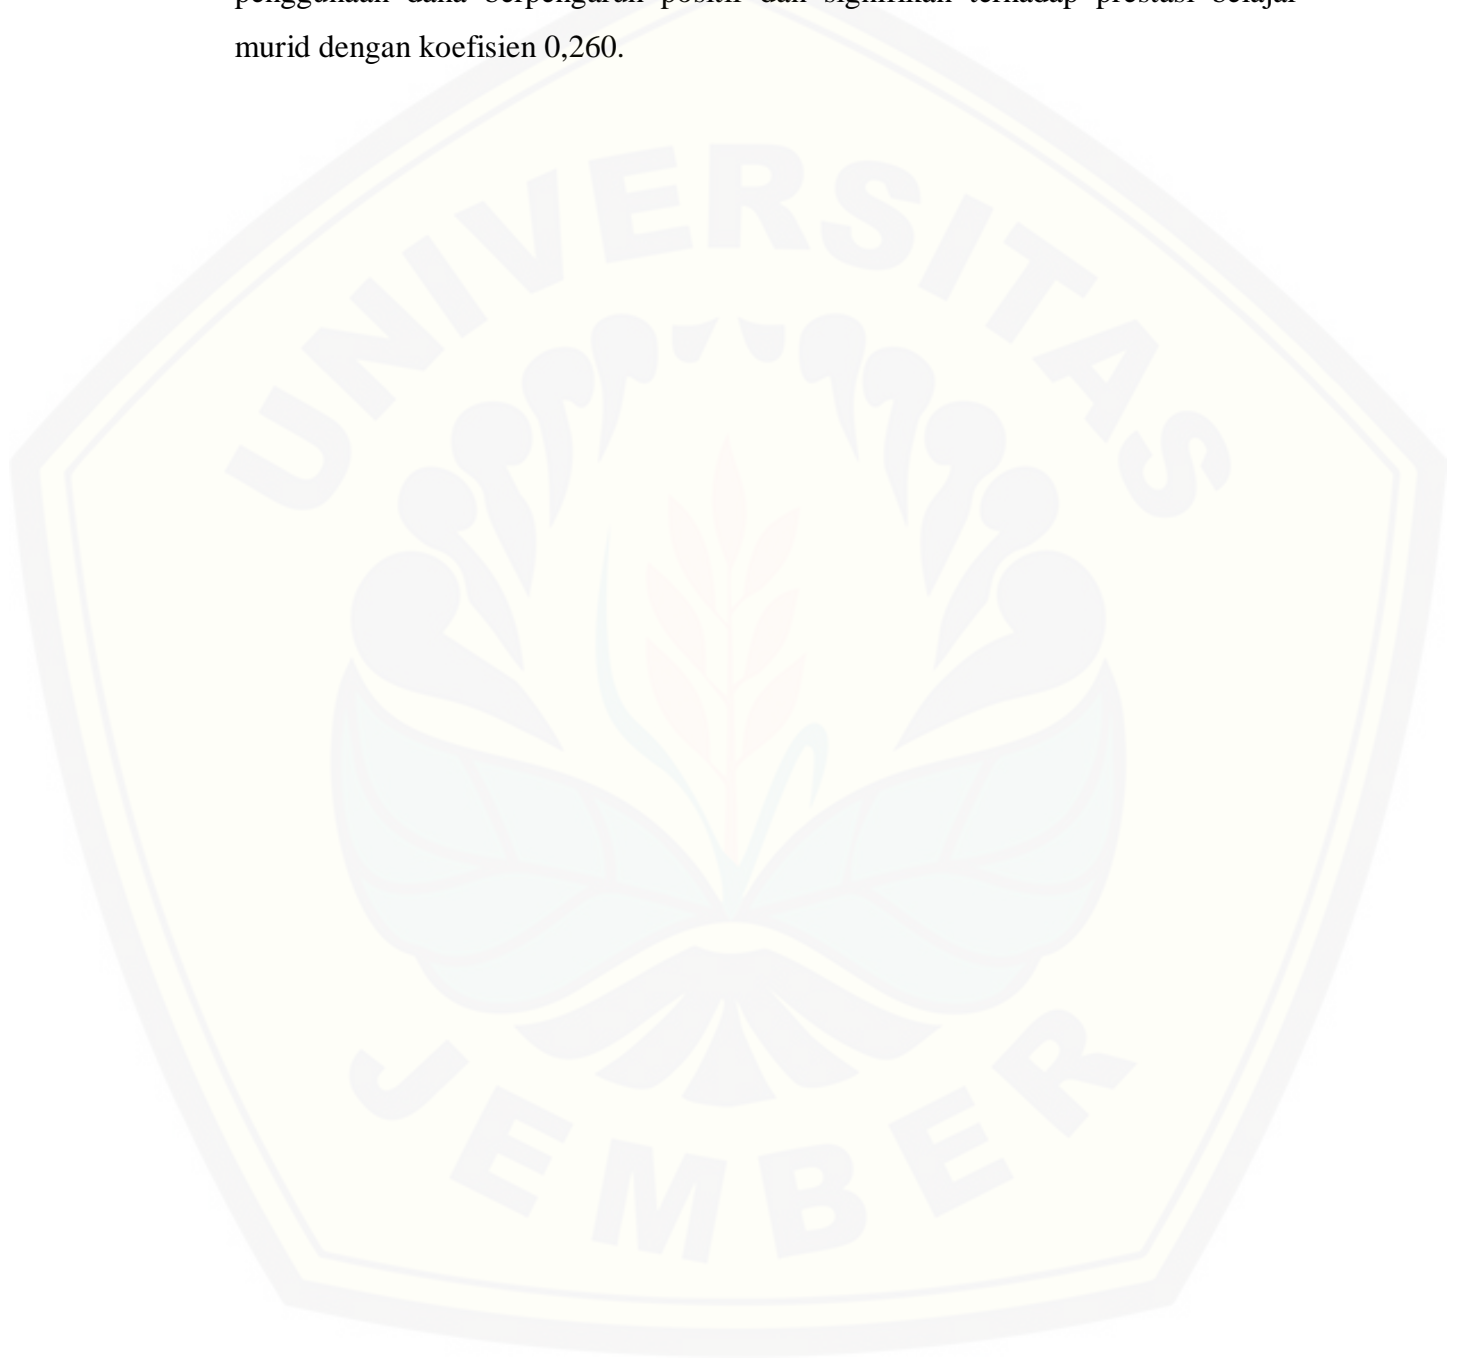 penggunaan dana berpengaruh positif dan signifikan terhadap prestasi belajar
murid dengan koefisien 0,260.
UNIVERSITAS
JEMBER